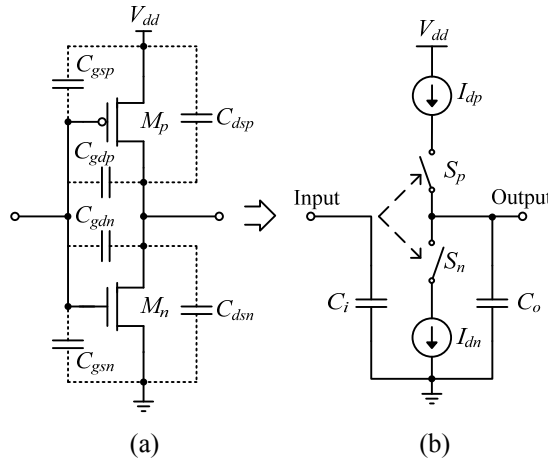 V_dd
C_gsp
M_p
C_dsp
C_gdp
C_gdn
M_n
C_dsn
C_gsn
(a)
V_dd
I_dp
S_p
Input
Output
S_n
C_i
C_o
I_dn
(b)